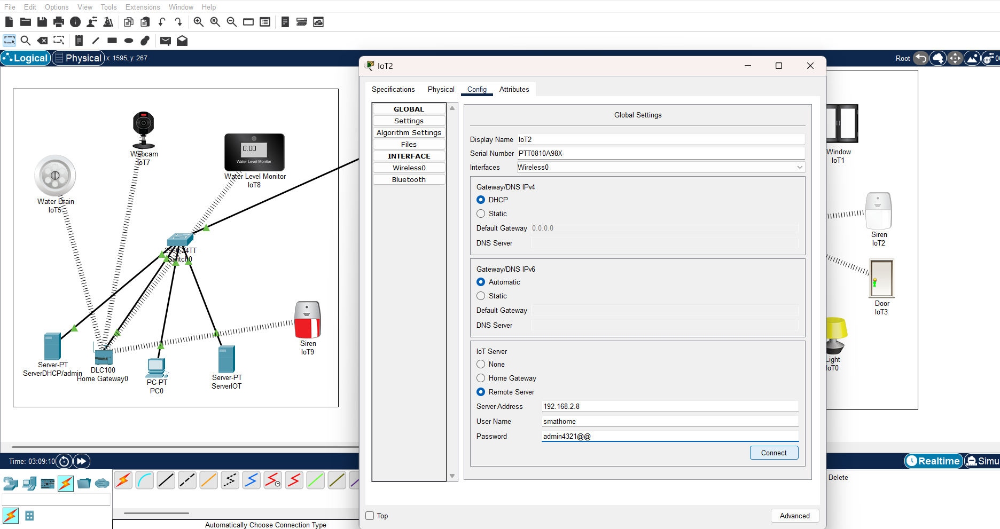 File Edit Options View Tools Extensions Window Help
Logical Physical x: 1595, y: 267 Root
IoT2
Specifications Physical Config Attributes
GLOBAL
Settings
Algorithm Settings
Files
INTERFACE
Wireless0
Bluetooth
Global Settings
Display Name IoT2
Serial Number PTT0810A98X-
Interfaces Wireless0
Gateway/DNS IPv4
DHCP
Static
Default Gateway 0.0.0.0
DNS Server
Gateway/DNS IPv6
Automatic
Static
Default Gateway
DNS Server
IoT Server
None
Home Gateway
Remote Server
Server Address 192.168.2.8
User Name smathome
Password admin4321@@
Connect
Top Advanced
Webcam
IoT7
0.00
Water Level Monitor
Water Level Monitor
IoT8
Water Drain
IoT5
2960-24TT
Switch0
Siren
IoT9
Server-PT
ServerDHCP/admin
DLC100
Home Gateway0
PC-PT
PC0
Server-PT
ServerIOT
Window
IoT1
Siren
IoT2
Door
IoT3
Light
IoT0
Time: 03:09:10 Realtime Simu
Delete
Automatically Choose Connection Type